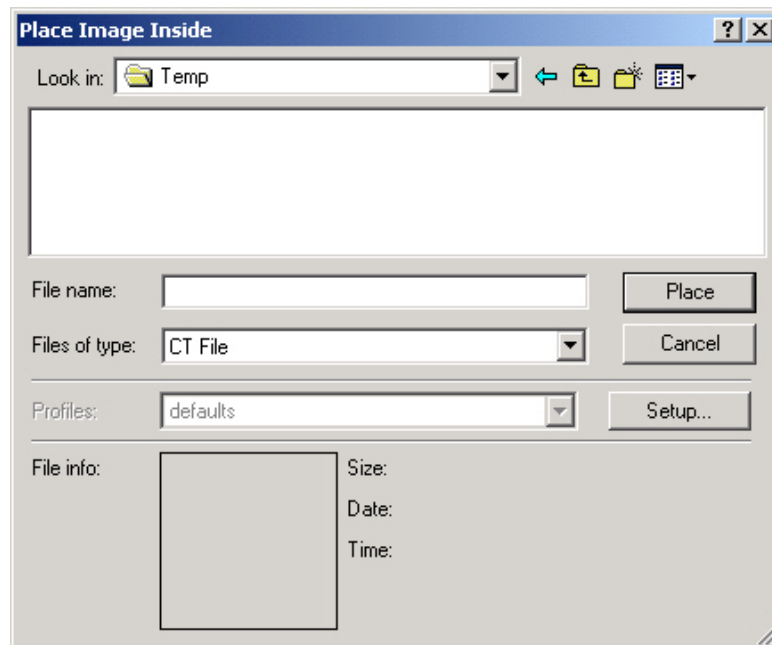 Place Image Inside
Look in: Temp
File name: Place
Files of type: CT File Cancel
Profiles: defaults Setup...
File info: Size:
Date:
Time: